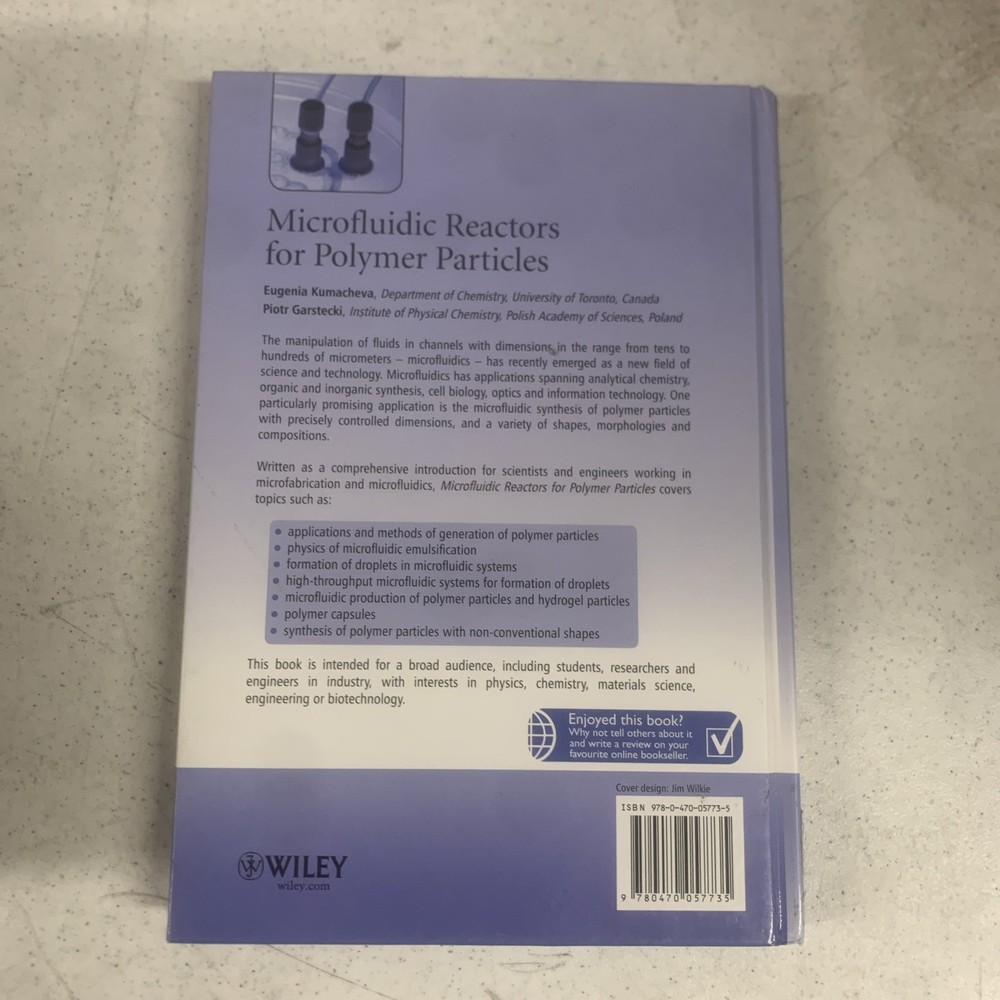 Microfluidic Reactors
for Polymer Particles
Eugenia Kumacheva, Department of Chemistry, University of Toronto, Canada
Piotr Garstecki, Institute of Physical Chemistry, Polish Academy of Sciences, Poland
The manipulation of fluids in channels with dimensions in the range from tens to
hundreds of micrometers – microfluidics – has recently emerged as a new field of
science and technology. Microfluidics has applications spanning analytical chemistry,
organic and inorganic synthesis, cell biology, optics and information technology. One
particularly promising application is the microfluidic synthesis of polymer particles
with precisely controlled dimensions, and a variety of shapes, morphologies and
compositions.
Written as a comprehensive introduction for scientists and engineers working in
microfabrication and microfluidics, Microfluidic Reactors for Polymer Particles covers
topics such as:
• applications and methods of generation of polymer particles
• physics of microfluidic emulsification
• formation of droplets in microfluidic systems
• high-throughput microfluidic systems for formation of droplets
• microfluidic production of polymer particles and hydrogel particles
• polymer capsules
• synthesis of polymer particles with non-conventional shapes
This book is intended for a broad audience, including students, researchers and
engineers in industry, with interests in physics, chemistry, materials science,
engineering or biotechnology.
Enjoyed this book?
Why not tell others about it
and write a review on your
favourite online bookseller.
Cover design: Jim Wilkie
ISBN 978-0-470-05773-5
WILEY
wiley.com
9 780470 057735